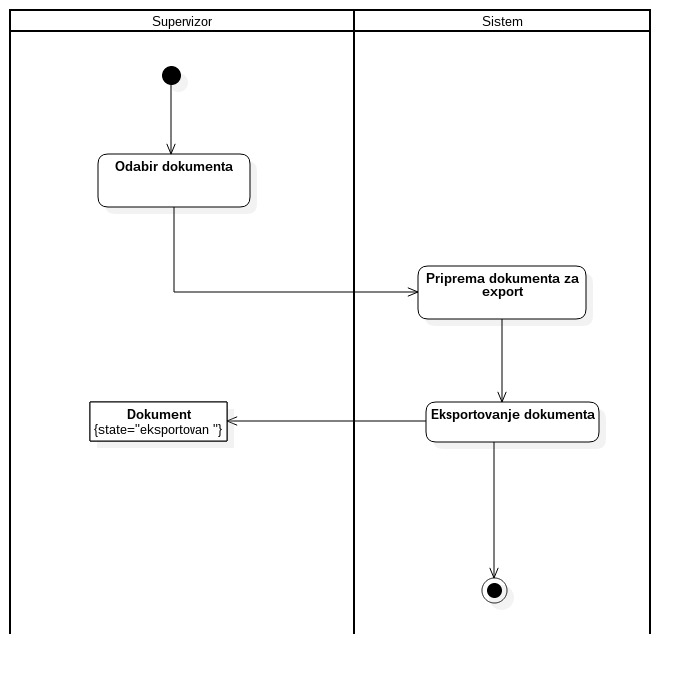 Supervizor
Sistem
Odabir dokumenta
Priprema dokumenta za
export
Dokument
{state="eksportovan "}
Eksportovanje dokumenta